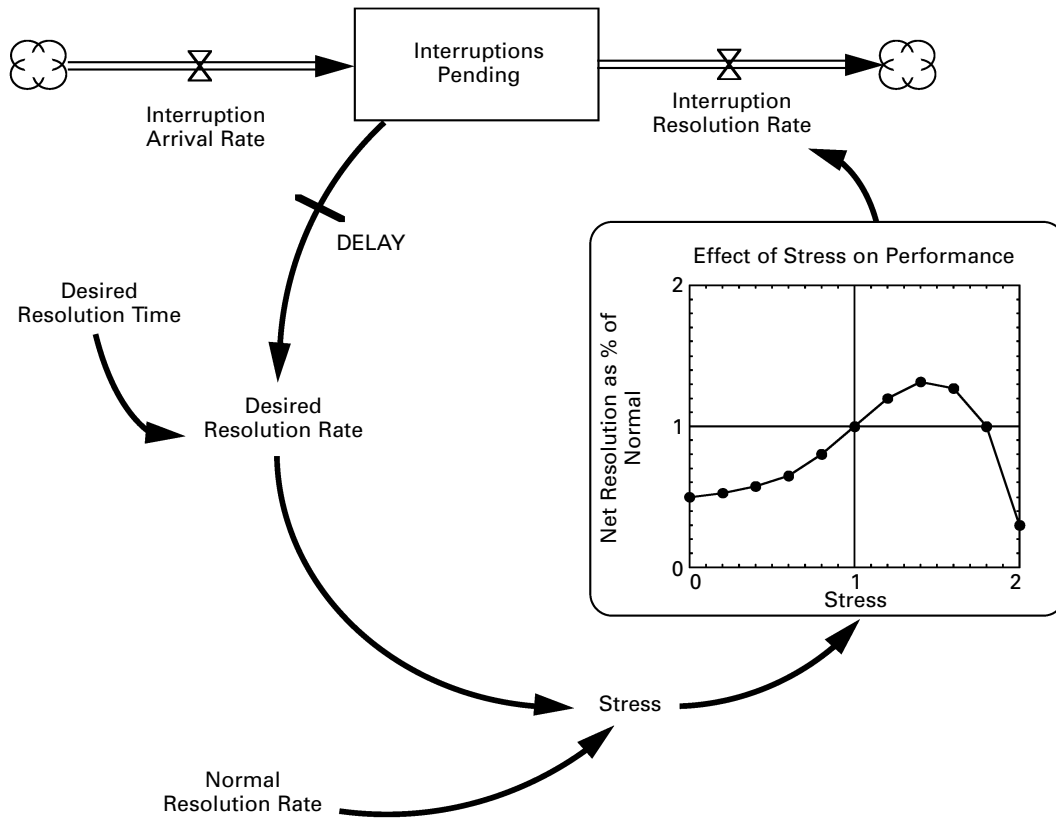 Interruptions
Pending
Interruption
Arrival Rate
Interruption
Resolution Rate
DELAY
Desired
Resolution Time
Desired
Resolution Rate
Effect of Stress on Performance
Net Resolution as % of
Normal
2
1
0
0
1
2
Stress
Stress
Normal
Resolution Rate